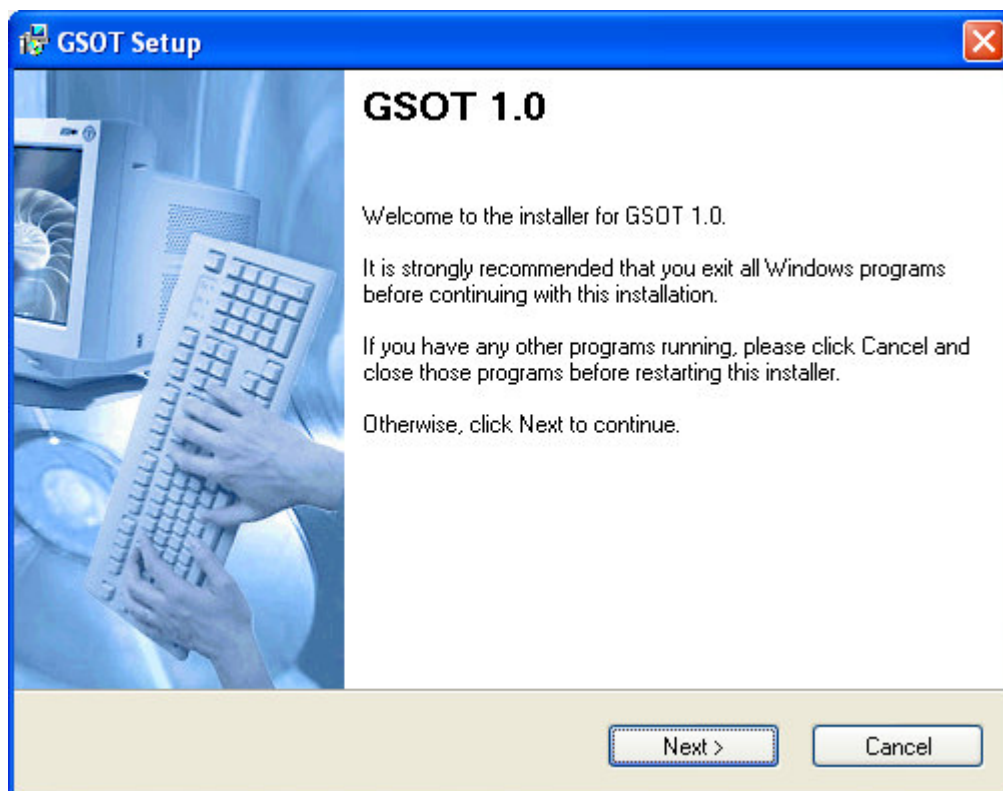 GSOT Setup
GSOT 1.0
Welcome to the installer for GSOT 1.0.
It is strongly recommended that you exit all Windows programs
before continuing with this installation.
If you have any other programs running, please click Cancel and
close those programs before restarting this installer.
Otherwise, click Next to continue.
Next >
Cancel